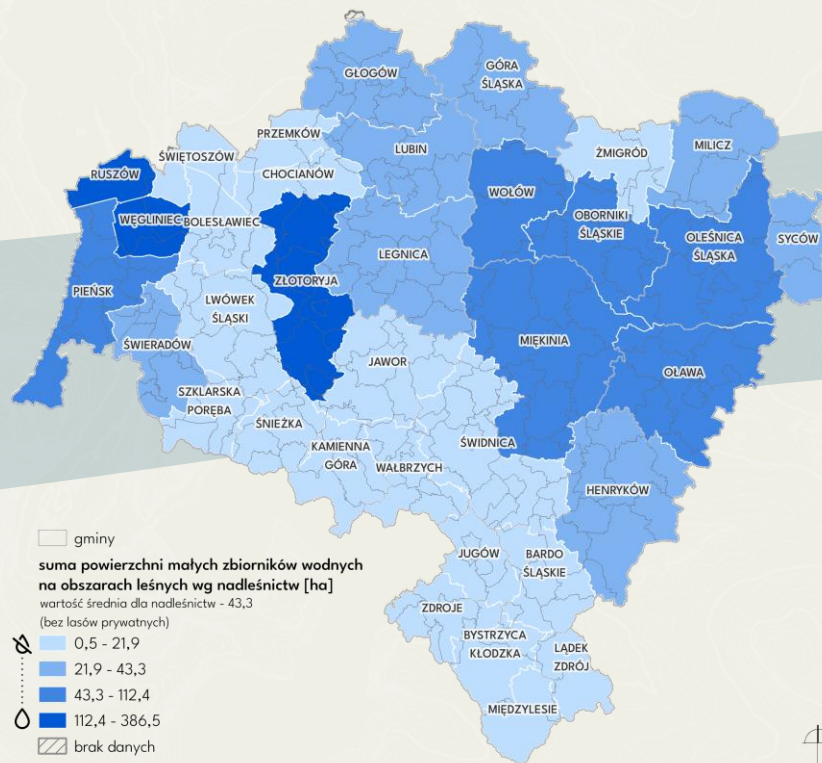 GŁOGÓW
GÓRA
ŚLĄSKA
PRZEMKÓW
LUBIN
ŻMIGRÓD
MILICZ
ŚWIĘTOSZÓW
RUSZÓW
CHOCIANÓW
WOŁÓW
WĘGLINIEC
BOLESŁAWIEC
OBORNIKI
ŚLĄSKIE
OLEŚNICA
ŚLĄSKA
SYCÓW
LEGNICA
PIEŃSK
ZŁOTORYJA
LWÓWEK
ŚLĄSKI
ŚWIERADÓW
MIĘKINIA
JAWOR
OŁAWA
SZKLARSKA
PORĘBA
ŚNIEŻKA
ŚWIDNICA
KAMIENNA
GÓRA
WAŁBRZYCH
HENRYKÓW
JUGÓW
BARDO
ŚLĄSKIE
ZDROJE
BYSTRZYCA
KŁODZKA
LĄDEK
ZDRÓJ
MIĘDZYLESIE
gminy
suma powierzchni małych zbiorników wodnych
na obszarach leśnych wg nadleśnictw [ha]
wartość średnia dla nadleśnictw - 43,3
(bez lasów prywatnych)
0,5 - 21,9
21,9 - 43,3
43,3 - 112,4
112,4 - 386,5
brak danych